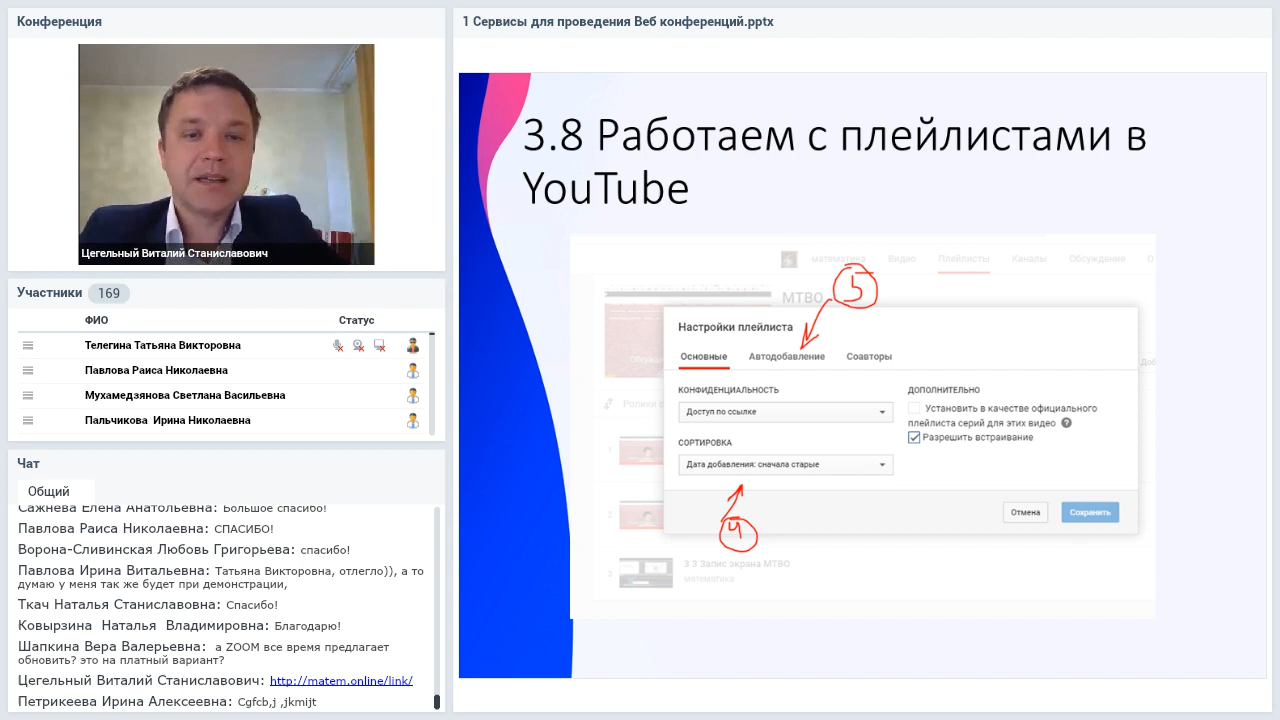 Конференция
Цегельный Виталий Станиславович
Участники 169
ФИО Статус
Телегина Татьяна Викторовна
Павлова Раиса Николаевна
Мухамедзянова Светлана Васильевна
Пальчикова Ирина Николаевна
Чат
Общий
Сажнева Елена Анатольевна: Большое спасибо!
Павлова Раиса Николаевна: СПАСИБО!
Ворона-Сливинская Любовь Григорьева: спасибо!
Павлова Ирина Витальевна: Татьяна Викторовна, отлегло)), а то
думаю у меня так же будет при демонстрации,
Ткач Наталья Станиславовна: Спасибо!
Ковырзина Наталья Владимировна: Благодарю!
Шапкина Вера Валерьевна: а ZOOM все время предлагает
обновить? это на платный вариант?
Цегельный Виталий Станиславович: http://matem.online/link/
Петрикеева Ирина Алексеевна: Cgfcb,j ,jkmijt
1 Сервисы для проведения Веб конференций.pptx
3.8 Работаем с плейлистами в
YouTube
математика Видео Плейлисты Каналы Обсуждение О
МТВО
5
Настройки плейлиста
Основные Автодобавление Соавторы
КОНФИДЕНЦИАЛЬНОСТЬ
Доступ по ссылке
СОРТИРОВКА
Дата добавления: сначала старые
ДОПОЛНИТЕЛЬНО
Установить в качестве официального
плейлиста серий для этих видео ?
Разрешить встраивание
Отмена Сохранить
4
Ролики
1
2
3
3 3 Запис экрана МТВО
математика